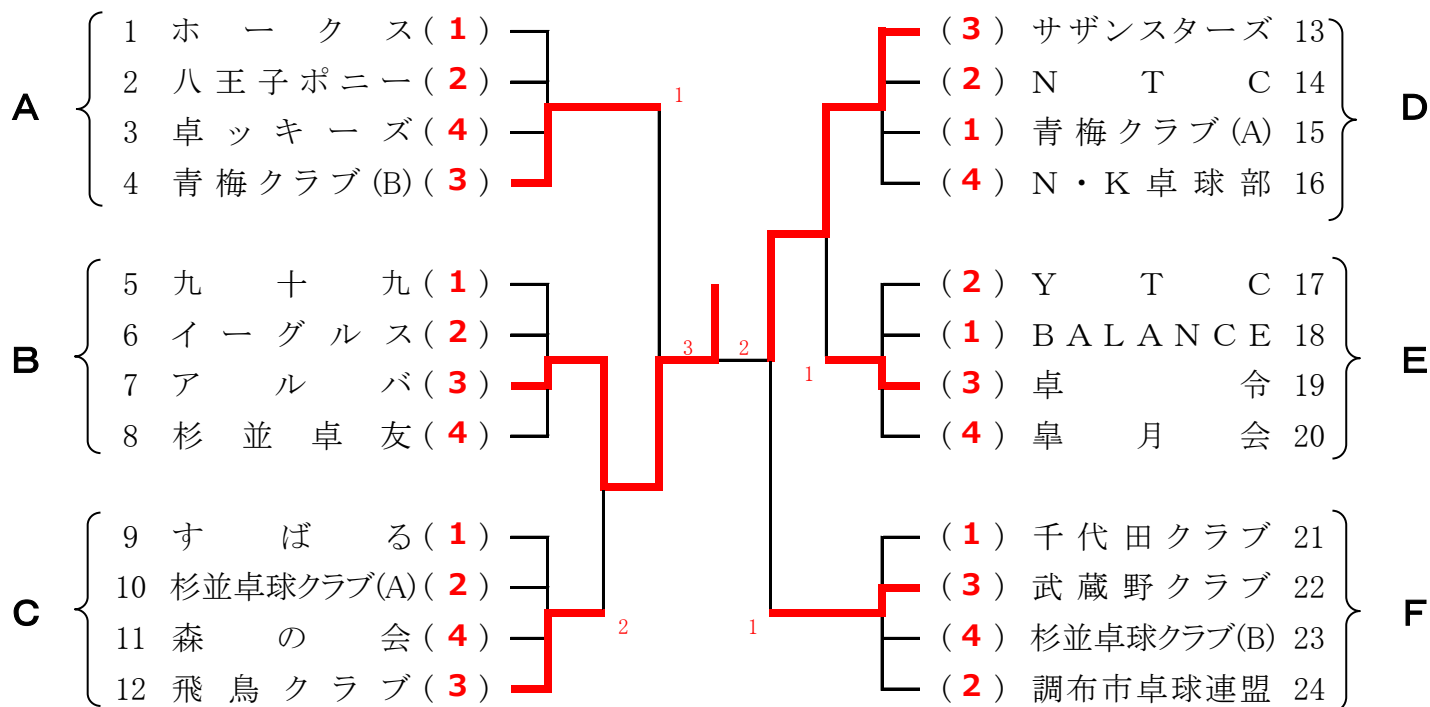 A
1 ホークス(1)
2 八王子ポニー(2)
3 卓ッキーズ(4)
4 青梅クラブ(B)(3)
B
5 九十九(1)
6 イーグルス(2)
7 アルバ(3)
8 杉並卓友(4)
C
9 すばる(1)
10 杉並卓球クラブ(A)(2)
11 森の会(4)
12 飛鳥クラブ(3)
1
3
2
2
1
1
(3)サザンスターズ 13
(2)NTC 14
(1)青梅クラブ(A) 15
(4)N・K卓球部 16
D
(2)YTC 17
(1)BALANCE 18
(3)卓令 19
(4)皐月会 20
E
(1)千代田クラブ 21
(3)武蔵野クラブ 22
(4)杉並卓球クラブ(B) 23
(2)調布市卓球連盟 24
F